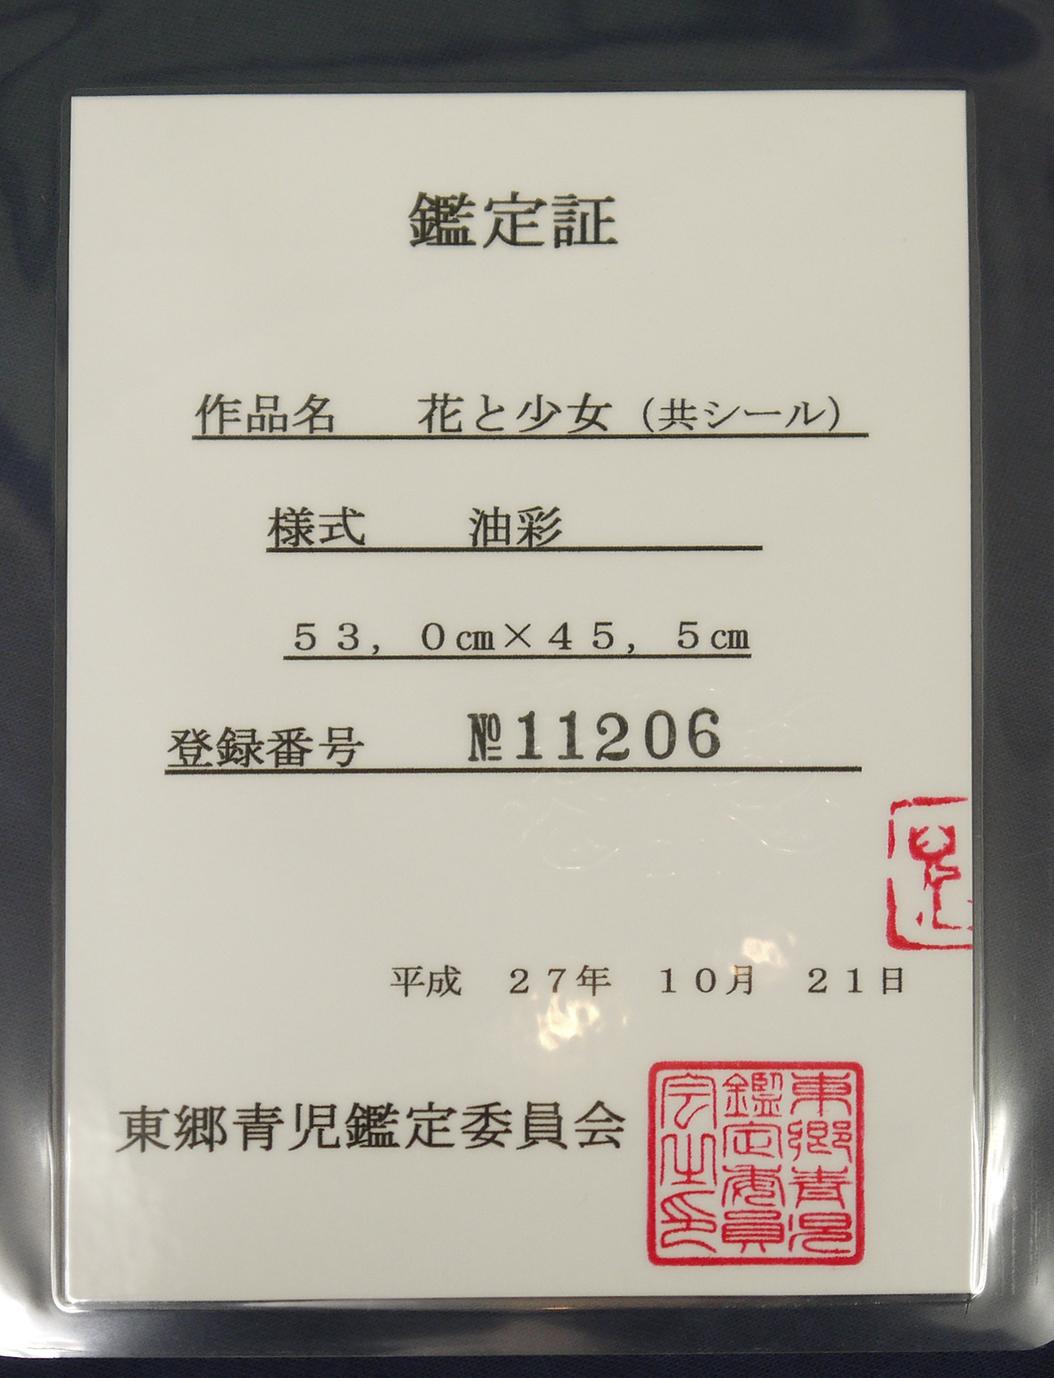 鑑定証
作品名　花と少女（共シール）
様式　油彩
５３，０㎝×４５，５㎝
登録番号　№11206
平成　２７年　１０月　２１日
東郷青児鑑定委員会
東郷青児
鑑定委員
会之印